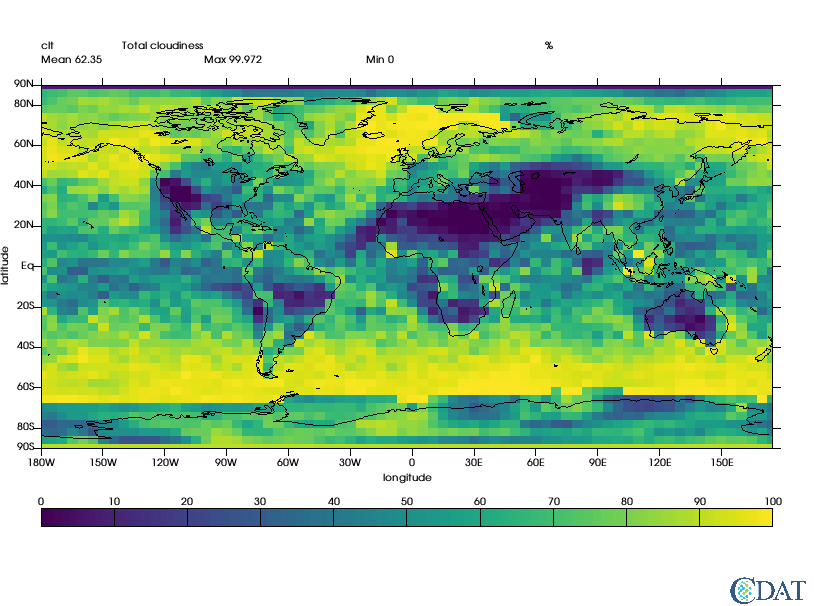 clt Total cloudiness %
Mean 62.35 Max 99.972 Min 0
90N
80N
60N
40N
20N
Eq
20S
40S
60S
80S
90S
latitude
180W 150W 120W 90W 60W 30W 0 30E 60E 90E 120E 150E
longitude
0 10 20 30 40 50 60 70 80 90 100
CDAT